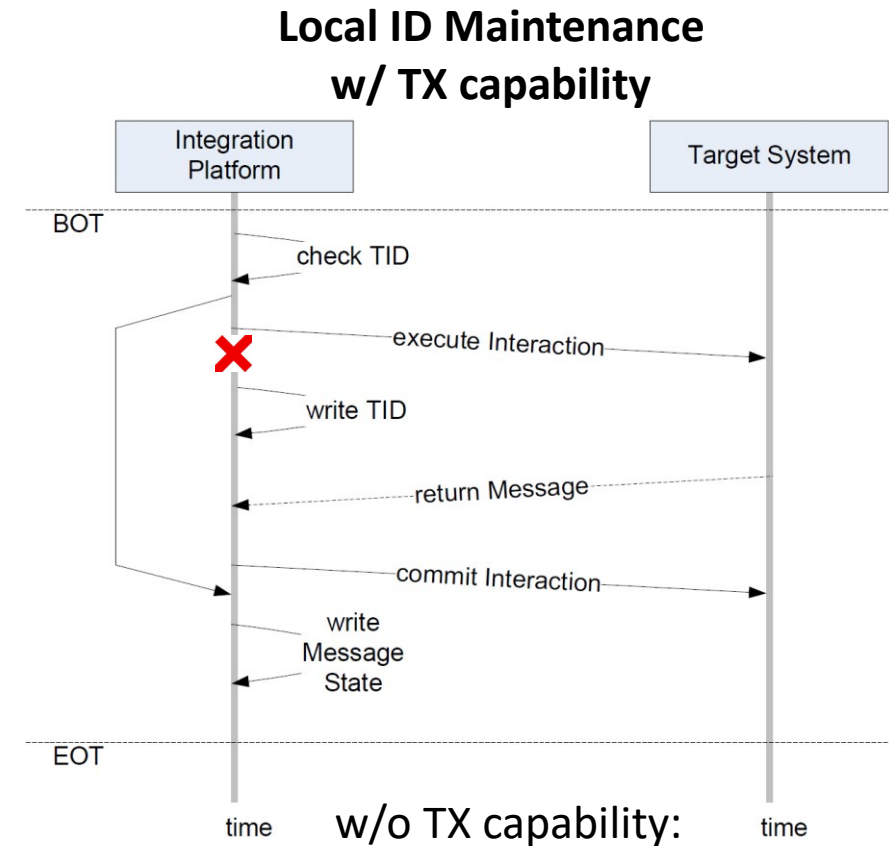 Local ID Maintenance
w/ TX capability
Integration
Platform
Target System
BOT
check TID
execute Interaction
write TID
return Message
commit Interaction
write
Message
State
EOT
time
w/o TX capability:
time